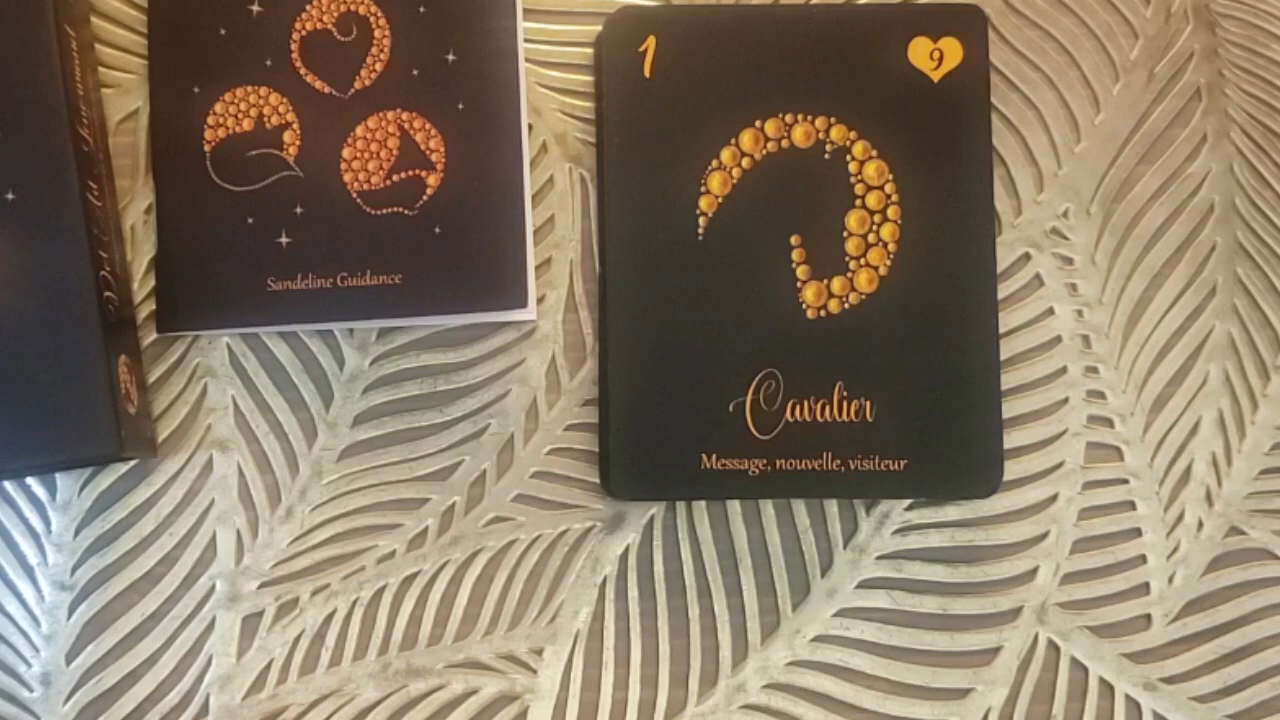 Sandeline Guidance
1
9
Cavalier
Message, nouvelle, visiteur